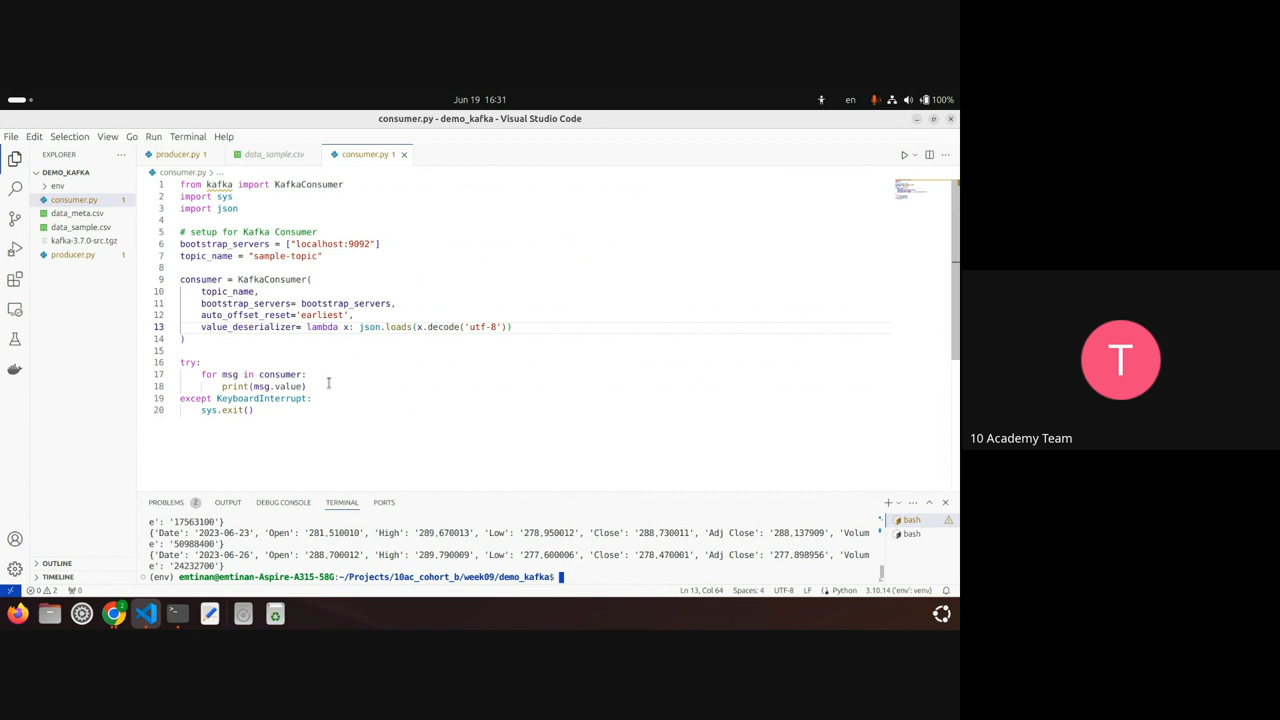 Jun 19 16:31
en
100%
consumer.py - demo_kafka - Visual Studio Code
File Edit Selection View Go Run Terminal Help
EXPLORER
producer.py 1
data_sample.csv
consumer.py 1
DEMO_KAFKA
env
consumer.py 1
data_meta.csv
data_sample.csv
kafka-3.7.0-src.tgz
producer.py 1
OUTLINE
TIMELINE
consumer.py > ...
1 from kafka import KafkaConsumer
2 import sys
3 import json
4
5 # setup for Kafka Consumer
6 bootstrap_servers = ["localhost:9092"]
7 topic_name = "sample-topic"
8
9 consumer = KafkaConsumer(
10 topic_name,
11 bootstrap_servers= bootstrap_servers,
12 auto_offset_reset='earliest',
13 value_deserializer= lambda x: json.loads(x.decode('utf-8'))
14 )
15
16 try:
17 for msg in consumer:
18 print(msg.value)
19 except KeyboardInterrupt:
20 sys.exit()
PROBLEMS 2 OUTPUT DEBUG CONSOLE TERMINAL PORTS
e': '17563100'}
{'Date': '2023-06-23', 'Open': '281.510010', 'High': '289.670013', 'Low': '278.950012', 'Close': '288.730011', 'Adj Close': '288.137909', 'Volum
e': '50988400'}
{'Date': '2023-06-26', 'Open': '288.700012', 'High': '289.790009', 'Low': '277.600006', 'Close': '278.470001', 'Adj Close': '277.898956', 'Volum
e': '24232700'}
(env) emtinan@emtinan-Aspire-A315-58G:~/Projects/10ac_cohort_b/week09/demo_kafka$
bash
bash
0 2 0
Ln 13, Col 64 Spaces: 4 UTF-8 LF Python 3.10.14 ('env': venv)
2
T
10 Academy Team